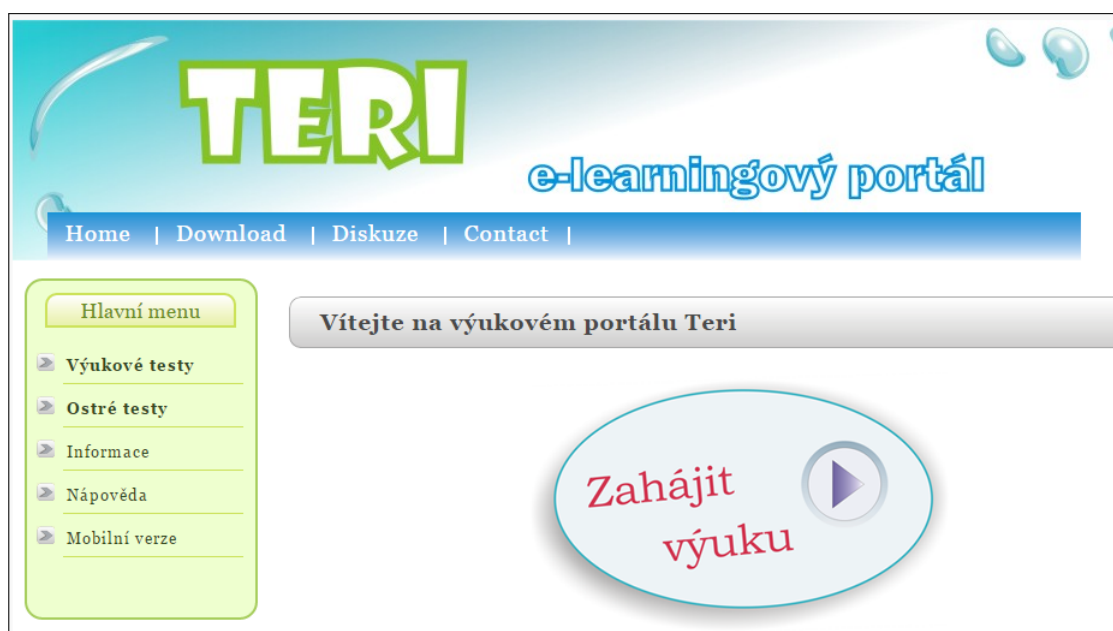 TERI
e-learningový portál
Home | Download | Diskuze | Contact |
Hlavní menu
Výukové testy
Ostré testy
Informace
Nápověda
Mobilní verze
Vítejte na výukovém portálu Teri
Zahájit
výuku